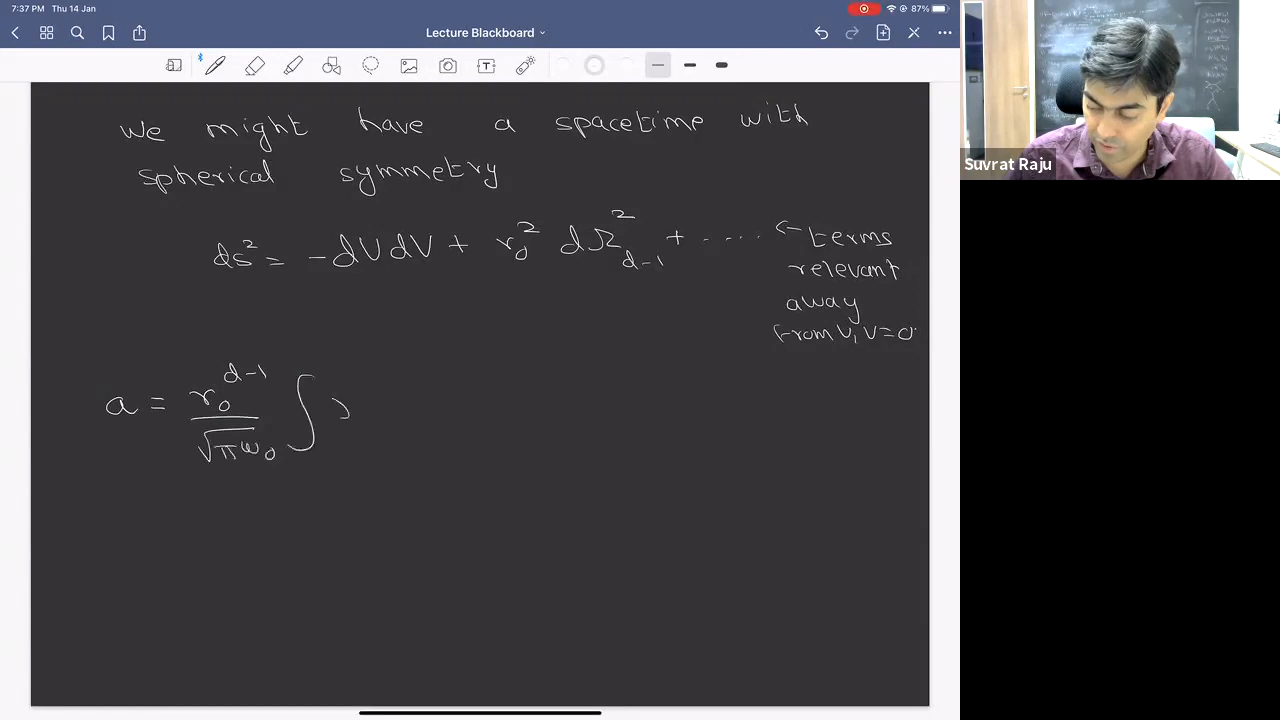 7:37 PM Thu 14 Jan
87%
Lecture Blackboard
we might have a spacetime with
spherical symmetry
ds² = -dU dV + r₀² dΩ²_{d-1} + ..... ← terms
relevant
away
from U, V = 0
a = r₀^{d-1} / √πω₀ ∫
Suvrat Raju